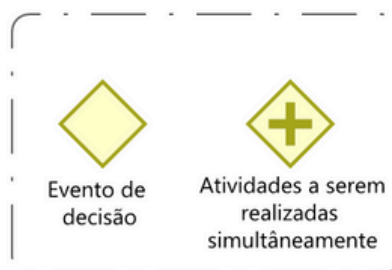 Evento de
decisão
Atividades a serem
realizadas
simultâneamente